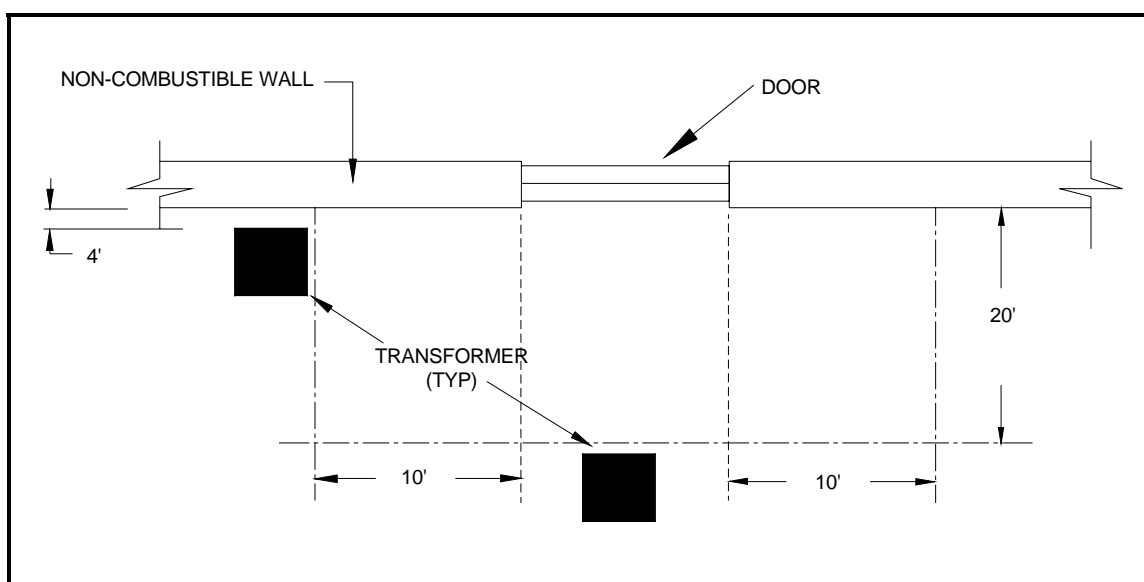 NON-COMBUSTIBLE WALL
DOOR
4'
20'
TRANSFORMER
(TYP)
10'
10'